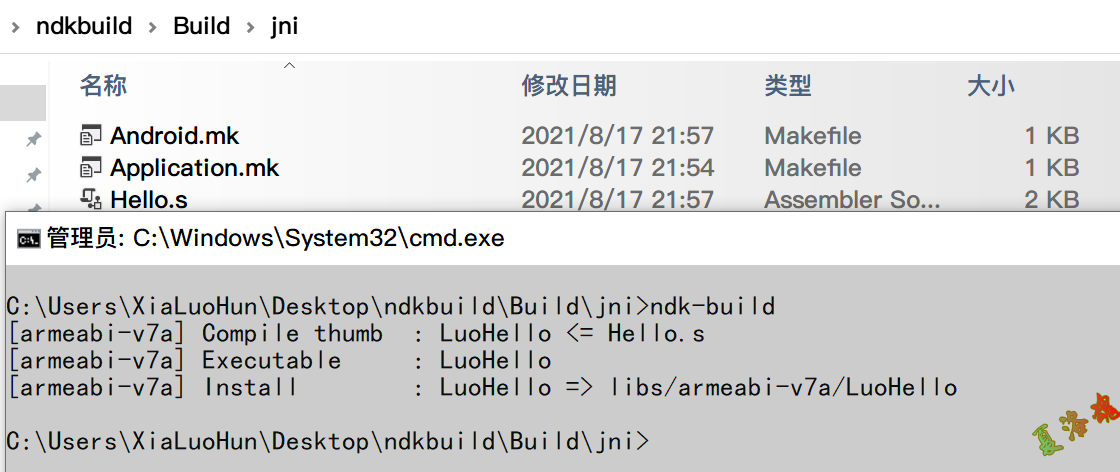 ndkbuild > Build > jni
名称 修改日期 类型 大小
Android.mk 2021/8/17 21:57 Makefile 1 KB
Application.mk 2021/8/17 21:54 Makefile 1 KB
Hello.s 2021/8/17 21:57 Assembler So... 2 KB
管理员: C:\Windows\System32\cmd.exe
C:\Users\XiaLuoHun\Desktop\ndkbuild\Build\jni>ndk-build
[armeabi-v7a] Compile thumb : LuoHello <= Hello.s
[armeabi-v7a] Executable : LuoHello
[armeabi-v7a] Install : LuoHello => libs/armeabi-v7a/LuoHello
C:\Users\XiaLuoHun\Desktop\ndkbuild\Build\jni>